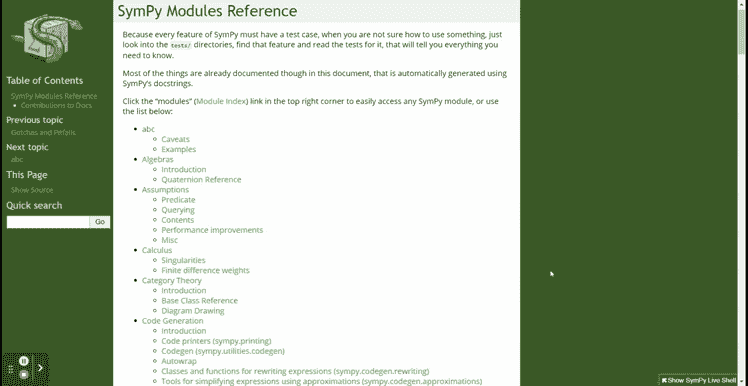 Table of Contents
SymPy Modules Reference
Contributions to Docs
Previous topic
Gotchas and Pitfalls
Next topic
abc
This Page
Show Source
Quick search
Go
SymPy Modules Reference
Because every feature of SymPy must have a test case, when you are not sure how to use something, just
look into the tests/ directories, find that feature and read the tests for it, that will tell you everything you
need to know.
Most of the things are already documented though in this document, that is automatically generated using
SymPy's docstrings.
Click the "modules" (Module Index) link in the top right corner to easily access any SymPy module, or use
the list below:
abc
Caveats
Examples
Algebras
Introduction
Quaternion Reference
Assumptions
Predicate
Querying
Contents
Performance improvements
Misc
Calculus
Singularities
Finite difference weights
Category Theory
Introduction
Base Class Reference
Diagram Drawing
Code Generation
Introduction
Code printers (sympy.printing)
Codegen (sympy.utilities.codegen)
Autowrap
Classes and functions for rewriting expressions (sympy.codegen.rewriting)
Tools for simplifying expressions using approximations (sympy.codegen.approximations)
Show SymPy Live Shell